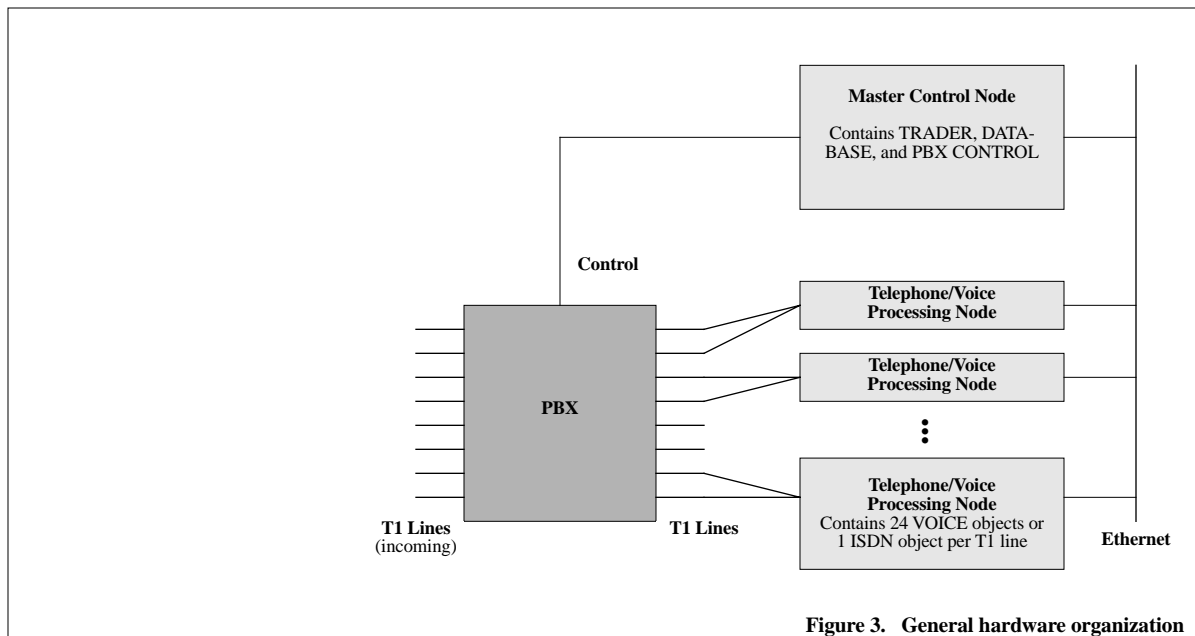 Master Control Node
Contains TRADER, DATA-
BASE, and PBX CONTROL
Control
Telephone/Voice
Processing Node
Telephone/Voice
Processing Node
PBX
Telephone/Voice
Processing Node
Contains 24 VOICE objects or
1 ISDN object per T1 line
T1 Lines
(incoming)
T1 Lines
Ethernet
Figure 3. General hardware organization